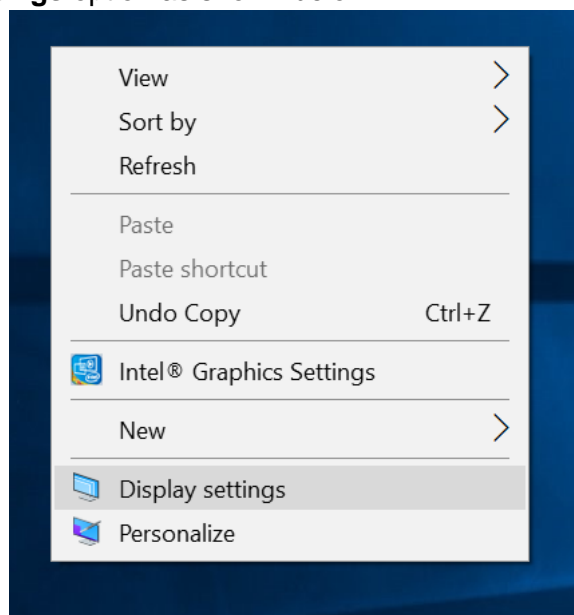 View
Sort by
Refresh
Paste
Paste shortcut
Undo Copy Ctrl+Z
Intel® Graphics Settings
New
Display settings
Personalize